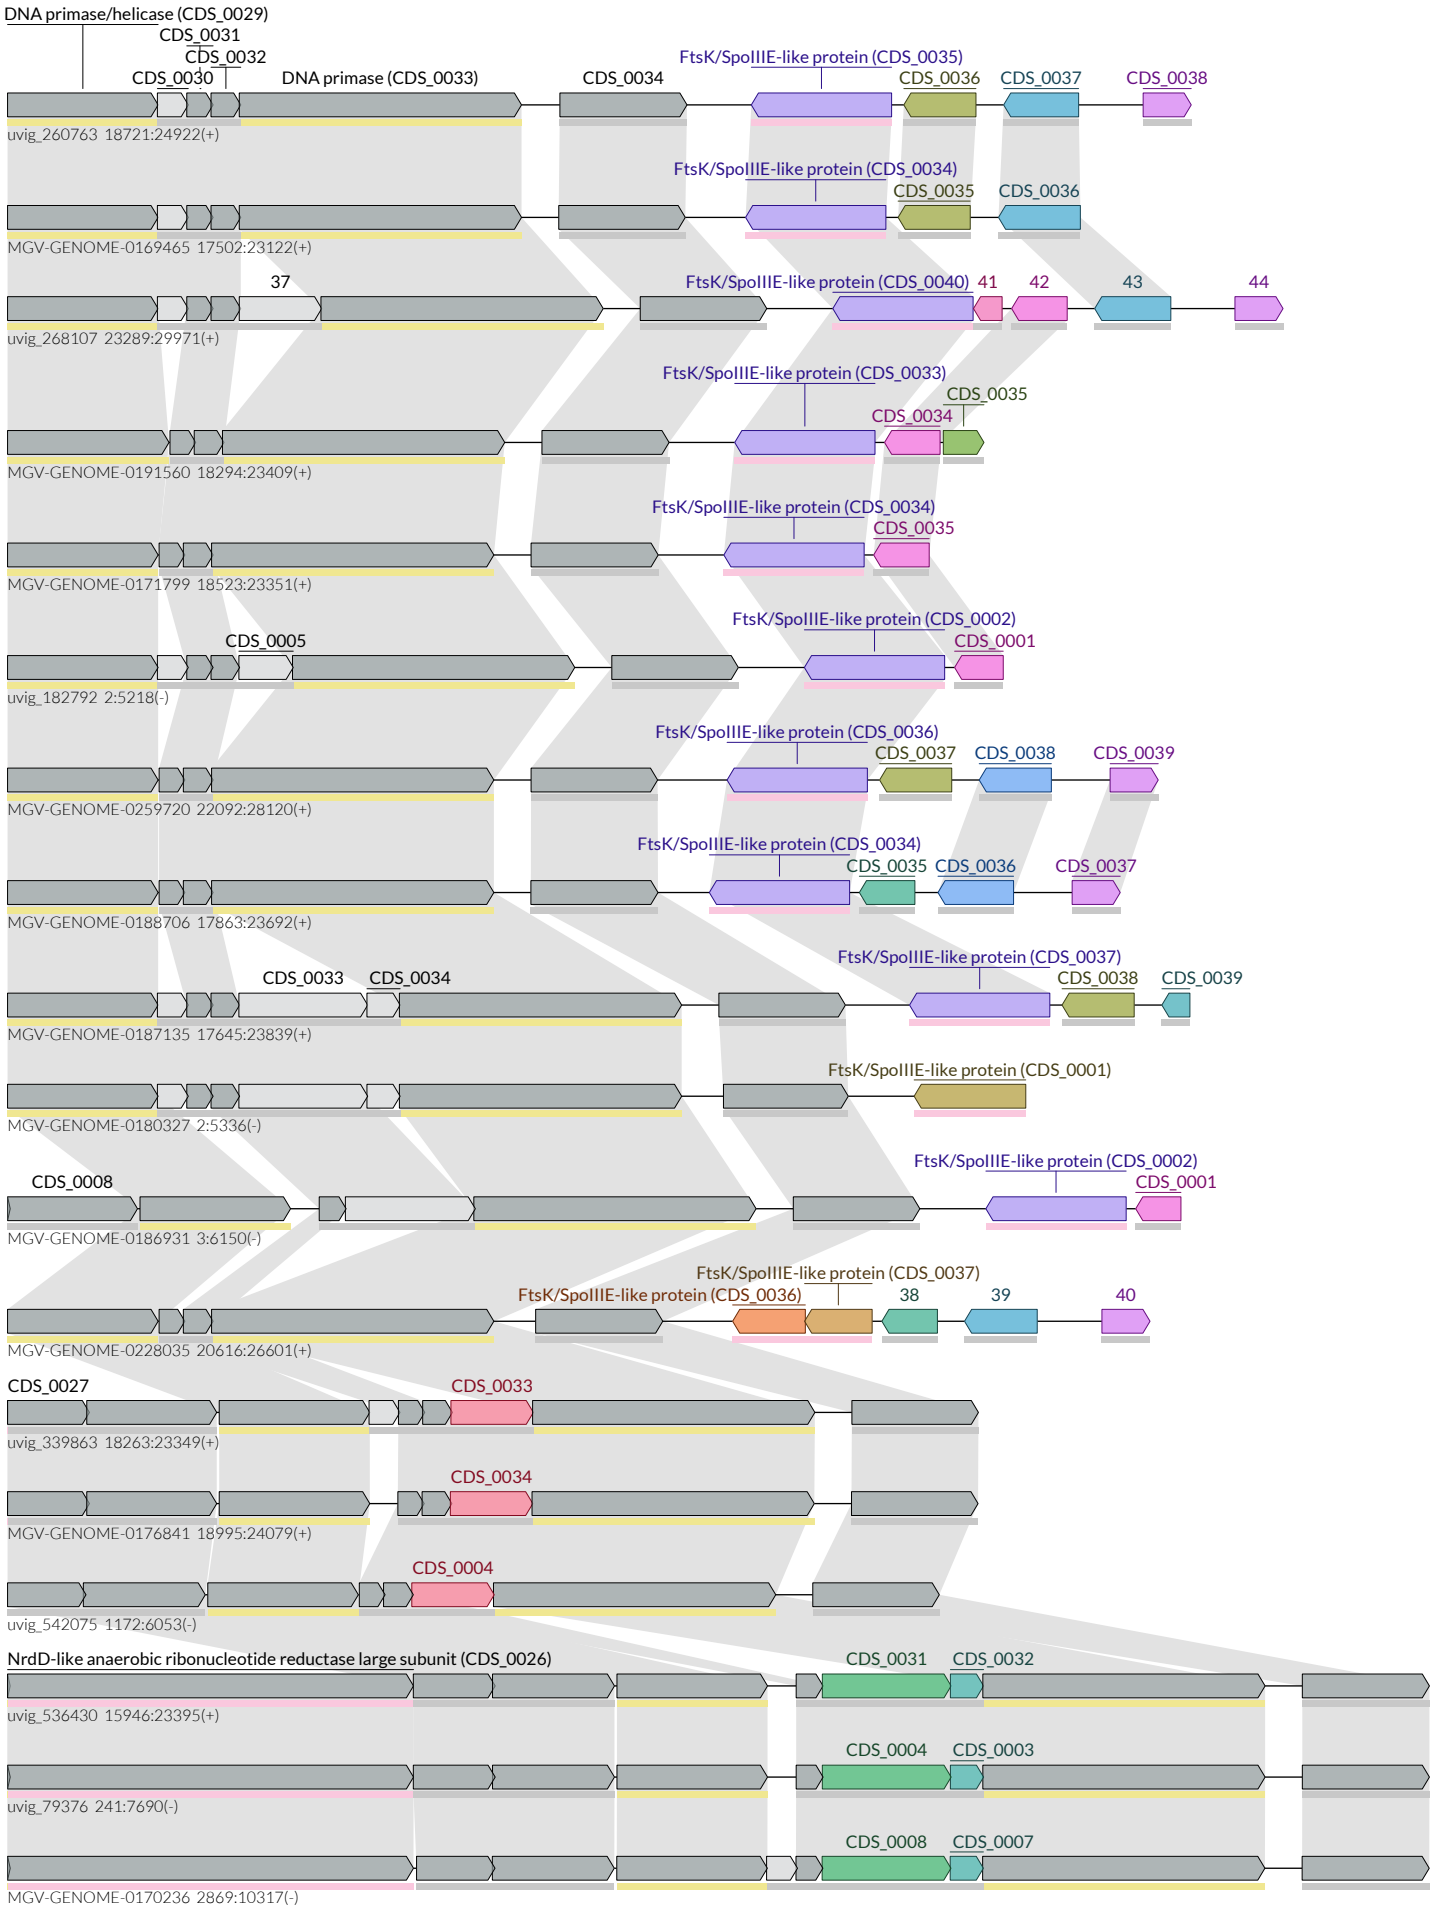 DNA primase/helicase (CDS_0029)
CDS_0031
CDS_0032 FtsK/SpoIIIE-like protein (CDS_0035)
CDS_0030 DNA primase (CDS_0033) CDS_0034 CDS_0036 CDS_0037 CDS_0038
uvig_260763 18721:24922(+)
FtsK/SpoIIIE-like protein (CDS_0034)
CDS_0035 CDS_0036
MGV-GENOME-0169465 17502:23122(+)
37 FtsK/SpoIIIE-like protein (CDS_0040) 41 42 43 44
uvig_268107 23289:29971(+)
FtsK/SpoIIIE-like protein (CDS_0033)
CDS_0035
CDS_0034
MGV-GENOME-0191560 18294:23409(+)
FtsK/SpoIIIE-like protein (CDS_0034)
CDS_0035
MGV-GENOME-0171799 18523:23351(+)
FtsK/SpoIIIE-like protein (CDS_0002)
CDS_0005 CDS_0001
uvig_182792 2:5218(-)
FtsK/SpoIIIE-like protein (CDS_0036)
CDS_0037 CDS_0038 CDS_0039
MGV-GENOME-0259720 22092:28120(+)
FtsK/SpoIIIE-like protein (CDS_0034)
CDS_0035 CDS_0036 CDS_0037
MGV-GENOME-0188706 17863:23692(+)
FtsK/SpoIIIE-like protein (CDS_0037)
CDS_0033 CDS_0034 CDS_0038 CDS_0039
MGV-GENOME-0187135 17645:23839(+)
FtsK/SpoIIIE-like protein (CDS_0001)
MGV-GENOME-0180327 2:5336(-)
FtsK/SpoIIIE-like protein (CDS_0002)
CDS_0008 CDS_0001
MGV-GENOME-0186931 3:6150(-)
FtsK/SpoIIIE-like protein (CDS_0037)
FtsK/SpoIIIE-like protein (CDS_0036) 38 39 40
MGV-GENOME-0228035 20616:26601(+)
CDS_0027 CDS_0033
uvig_339863 18263:23349(+)
CDS_0034
MGV-GENOME-0176841 18995:24079(+)
CDS_0004
uvig_542075 1172:6053(-)
NrdD-like anaerobic ribonucleotide reductase large subunit (CDS_0026) CDS_0031 CDS_0032
uvig_536430 15946:23395(+)
CDS_0004 CDS_0003
uvig_79376 241:7690(-)
CDS_0008 CDS_0007
MGV-GENOME-0170236 2869:10317(-)